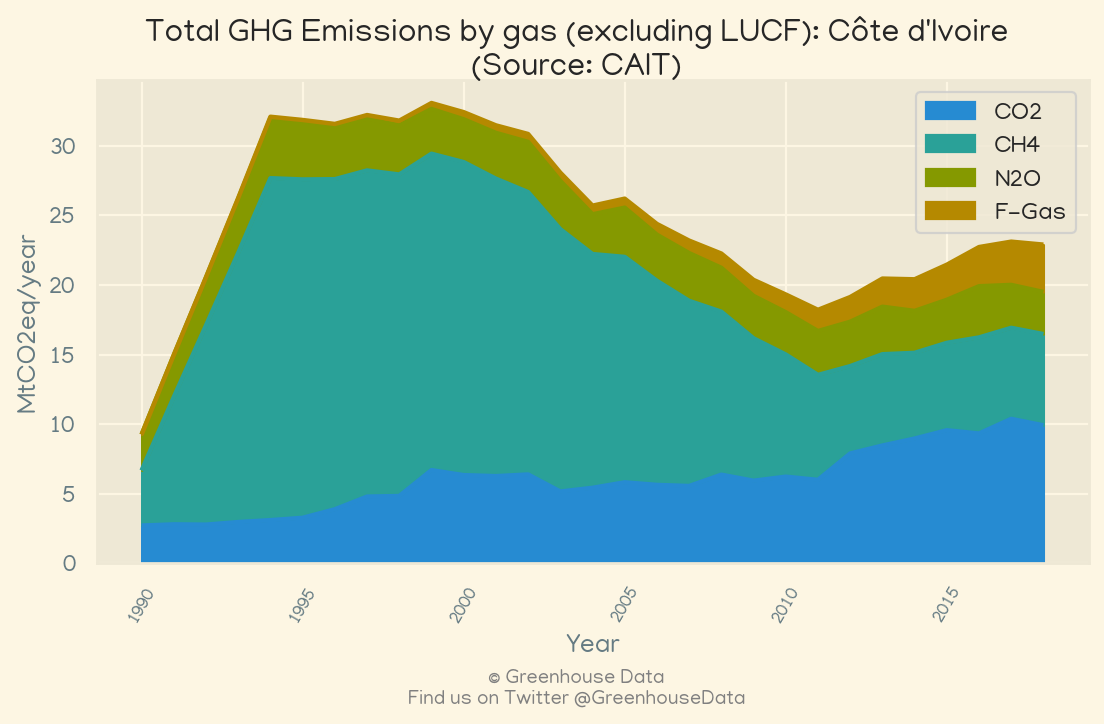 Total GHG Emissions by gas (excluding LUCF): Côte d'Ivoire
(Source: CAIT)
CO2
CH4
N2O
F-Gas
MtCO2eq/year
30
25
20
15
10
5
0
1990
1995
2000
2005
2010
2015
Year
© Greenhouse Data
Find us on Twitter @GreenhouseData